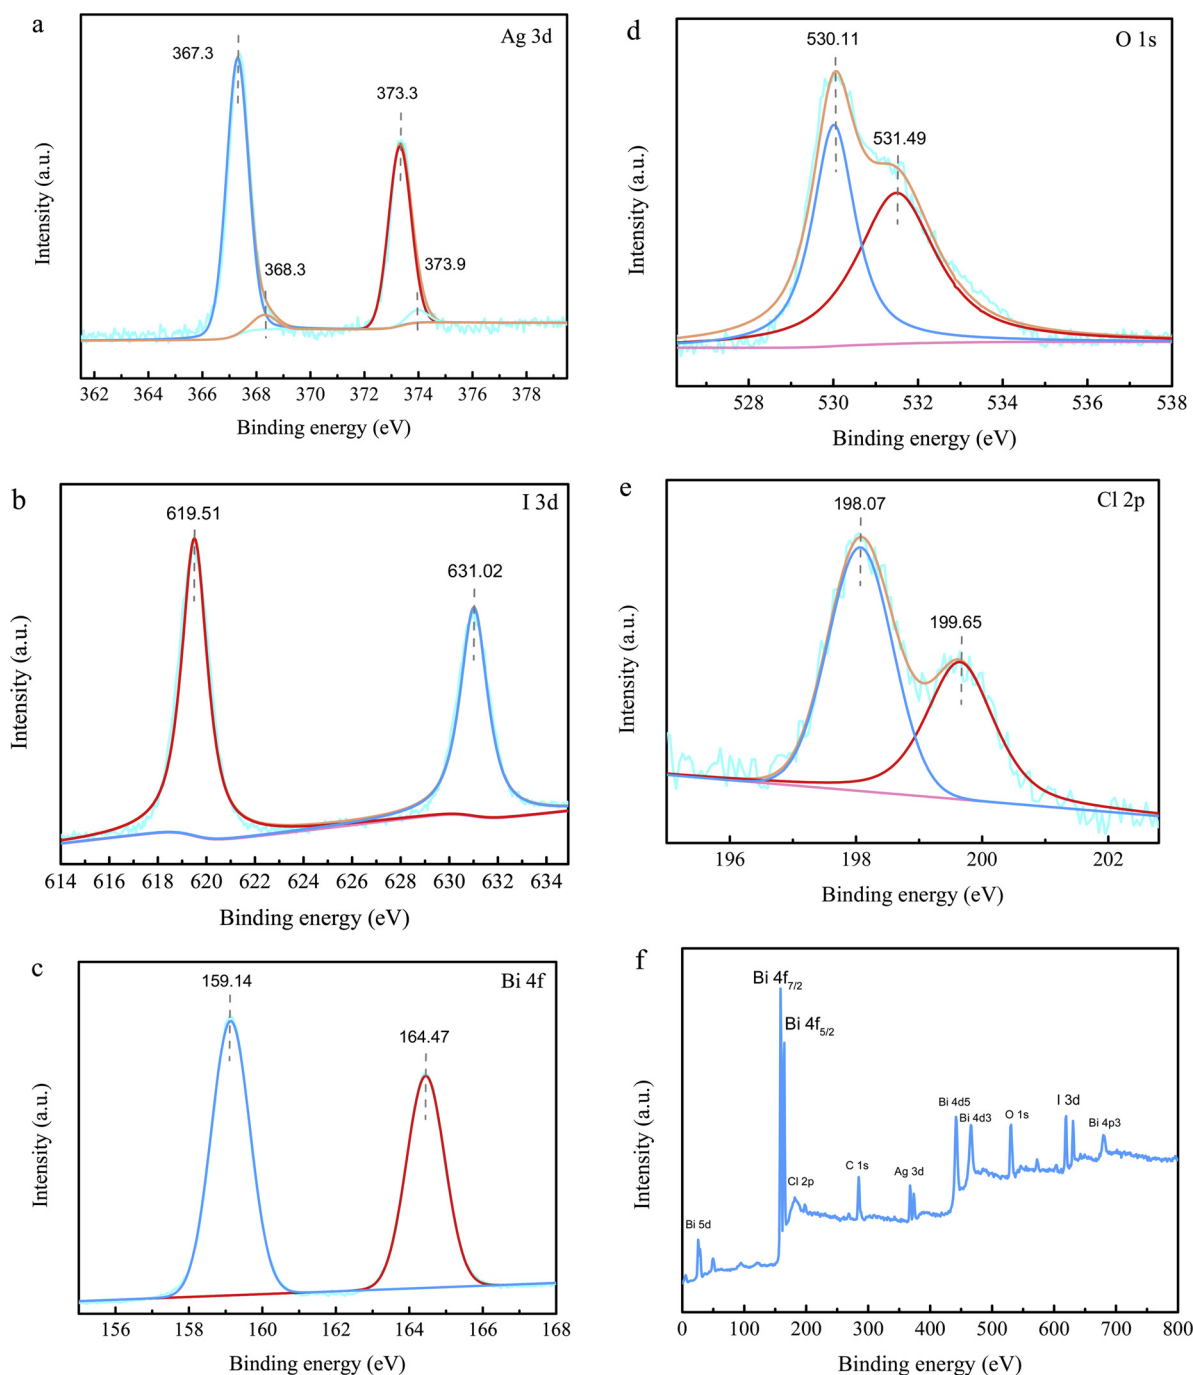 a
Ag 3d
367.3
373.3
368.3
373.9
Intensity (a.u.)
362 364 366 368 370 372 374 376 378
Binding energy (eV)
d
O 1s
530.11
531.49
Intensity (a.u.)
528 530 532 534 536 538
Binding energy (eV)
b
I 3d
619.51
631.02
Intensity (a.u.)
614 616 618 620 622 624 626 628 630 632 634
Binding energy (eV)
e
Cl 2p
198.07
199.65
Intensity (a.u.)
196 198 200 202
Binding energy (eV)
c
Bi 4f
159.14
164.47
Intensity (a.u.)
156 158 160 162 164 166 168
Binding energy (eV)
f
Bi 4f7/2
Bi 4f5/2
Bi 4d5
Bi 4d3
O 1s
I 3d
Bi 4p3
Cl 2p
C 1s
Ag 3d
Bi 5d
Intensity (a.u.)
0 100 200 300 400 500 600 700 800
Binding energy (eV)